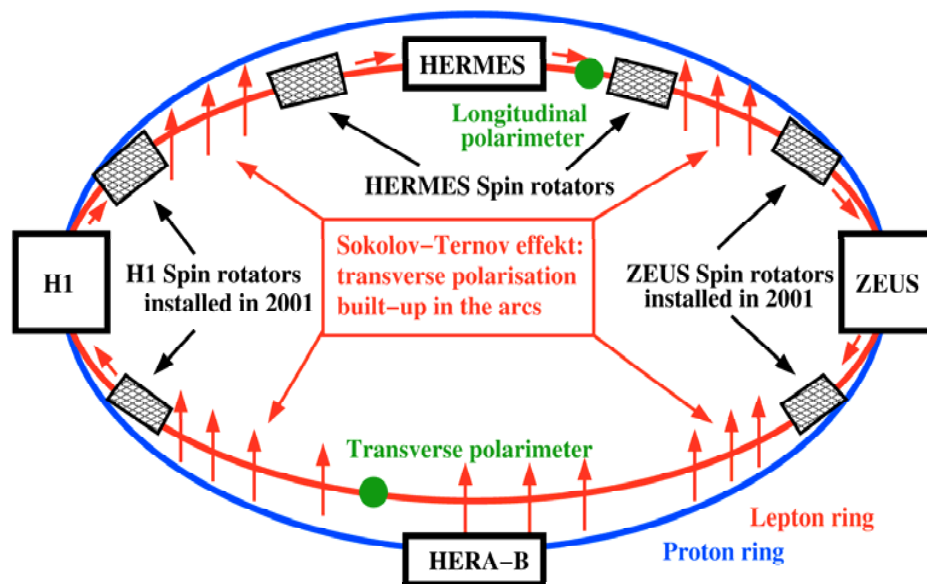 HERMES
Longitudinal
polarimeter
HERMES Spin rotators
Sokolov−Ternov effekt:
transverse polarisation
built−up in the arcs
H1
H1 Spin rotators
installed in 2001
ZEUS Spin rotators
installed in 2001
ZEUS
Transverse polarimeter
Lepton ring
Proton ring
HERA−B